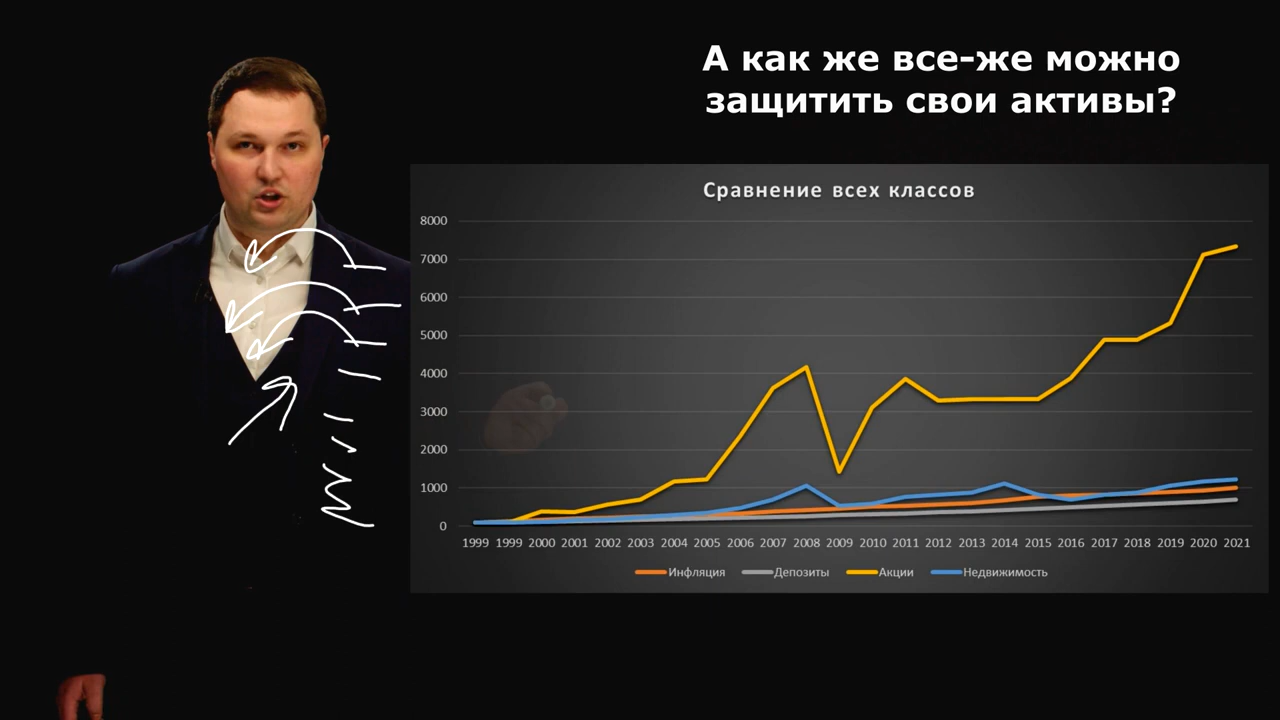 А как же все-же можно
защитить свои активы?
Сравнение всех классов
8000
7000
6000
5000
4000
3000
2000
1000
0
1999 1999 2000 2001 2002 2003 2004 2005 2006 2007 2008 2009 2010 2011 2012 2013 2014 2015 2016 2017 2018 2019 2020 2021
Инфляция Депозиты Акции Недвижимость